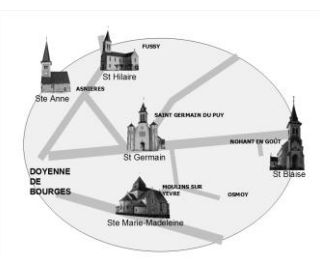 FUSSY
St Hilaire
Ste Anne
ASNIERES
SAINT GERMAIN DU PUY
St Germain
NOHANT EN GOÛT
St Blaise
DOYENNE
DE
BOURGES
MOULINS SUR
YEVRE
OSMOY
Ste Marie-Madeleine